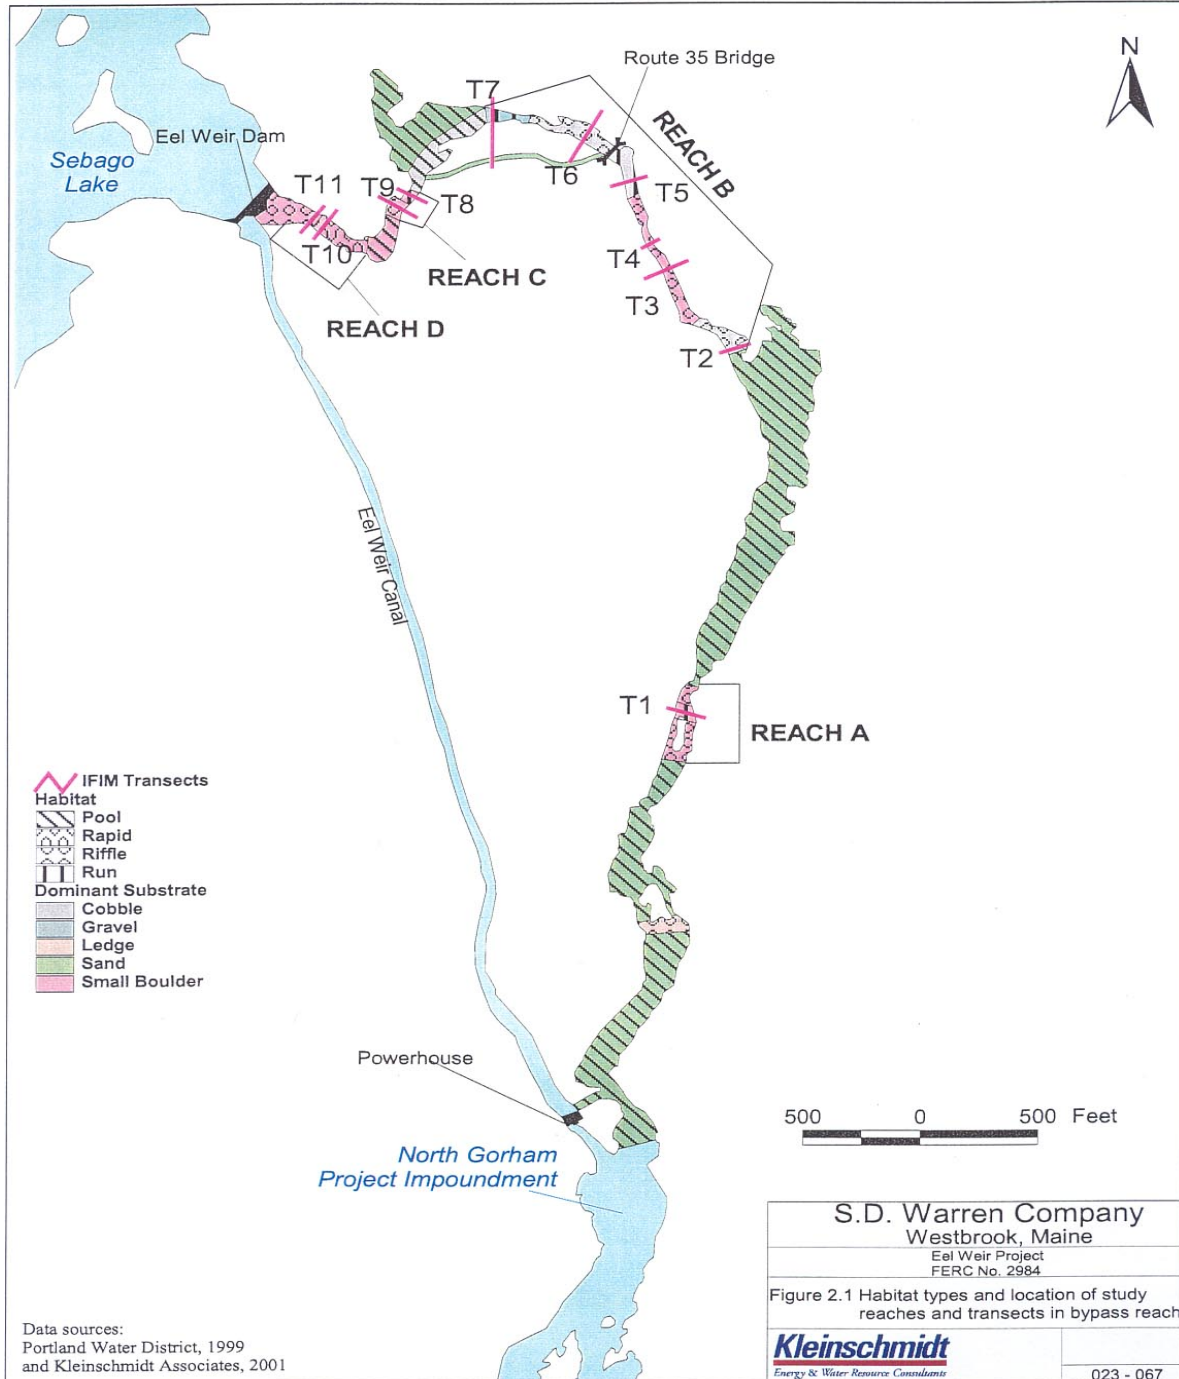 Route 35 Bridge
N
T7
Eel Weir Dam
REACH B
Sebago
Lake
T11
T9
T6
T5
T8
T10
T4
REACH C
T3
REACH D
T2
Eel Weir Canal
T1
REACH A
IFIM Transects
Habitat
Pool
Rapid
Riffle
Run
Dominant Substrate
Cobble
Gravel
Ledge
Sand
Small Boulder
Powerhouse
500 0 500 Feet
North Gorham
Project Impoundment
S.D. Warren Company
Westbrook, Maine
Eel Weir Project
FERC No. 2984
Figure 2.1 Habitat types and location of study
reaches and transects in bypass reach
Data sources:
Portland Water District, 1999
and Kleinschmidt Associates, 2001
Kleinschmidt
Energy & Water Resource Consultants
023 - 067